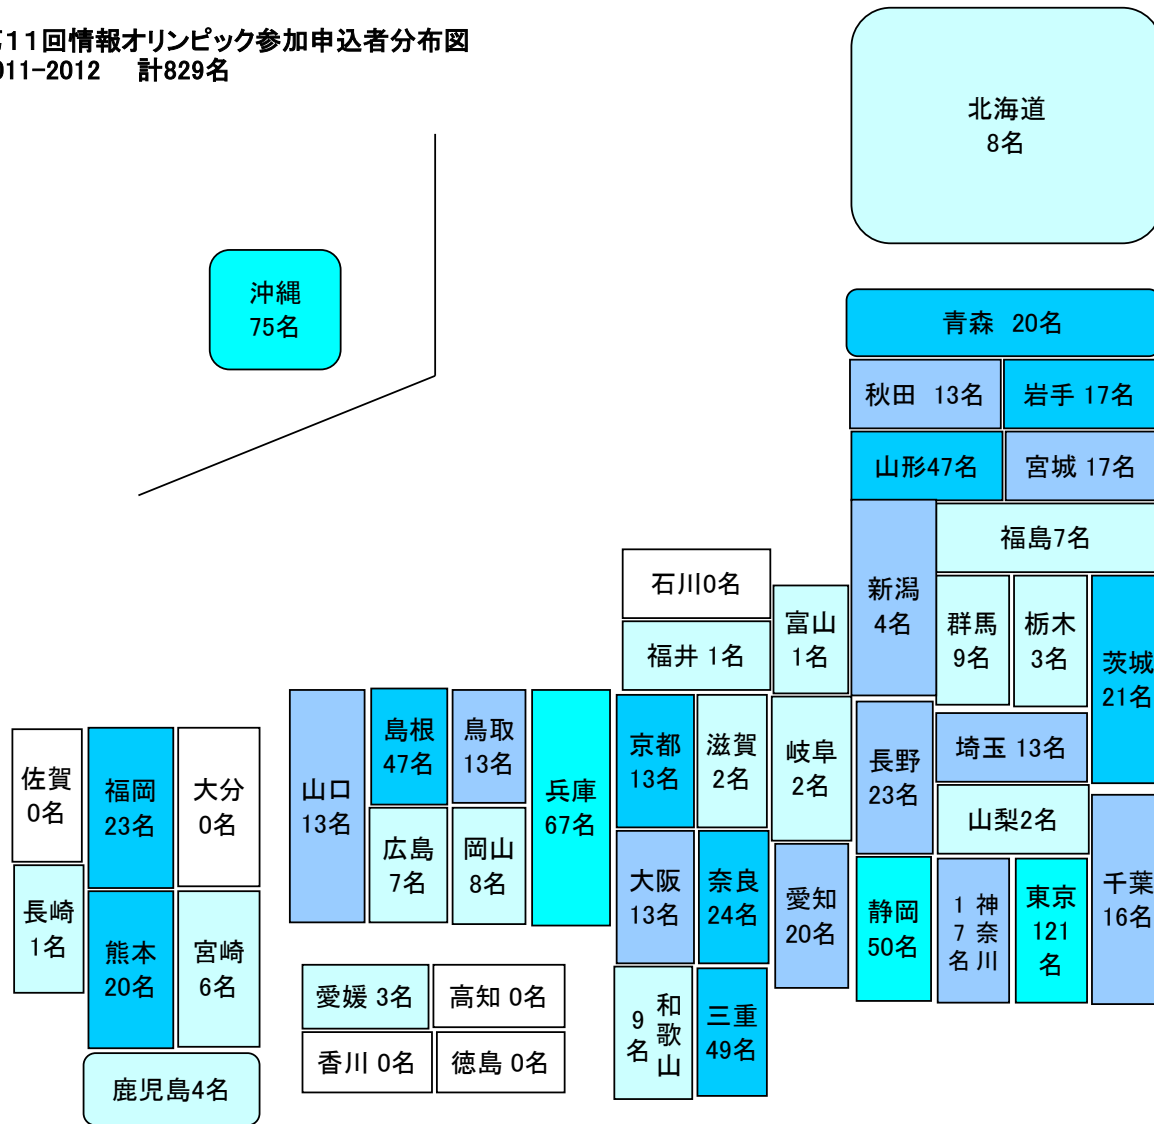 11回情報オリンピック参加申込者分布図
011-2012 計829名
北海道
8名
沖縄
75名
青森 20名
秋田 13名
岩手 17名
山形47名
宮城 17名
福島7名
新潟
4名
群馬
9名
栃木
3名
茨城
21名
石川0名
福井 1名
富山
1名
山口
13名
島根
47名
鳥取
13名
兵庫
67名
京都
13名
滋賀
2名
岐阜
2名
長野
23名
埼玉 13名
山梨2名
佐賀
0名
福岡
23名
大分
0名
広島
7名
岡山
8名
大阪
13名
奈良
24名
愛知
20名
静岡
50名
神奈川
17名
東京
121
名
千葉
16名
長崎
1名
熊本
20名
宮崎
6名
愛媛 3名
高知 0名
香川 0名
徳島 0名
和歌山
9名
三重
49名
鹿児島4名